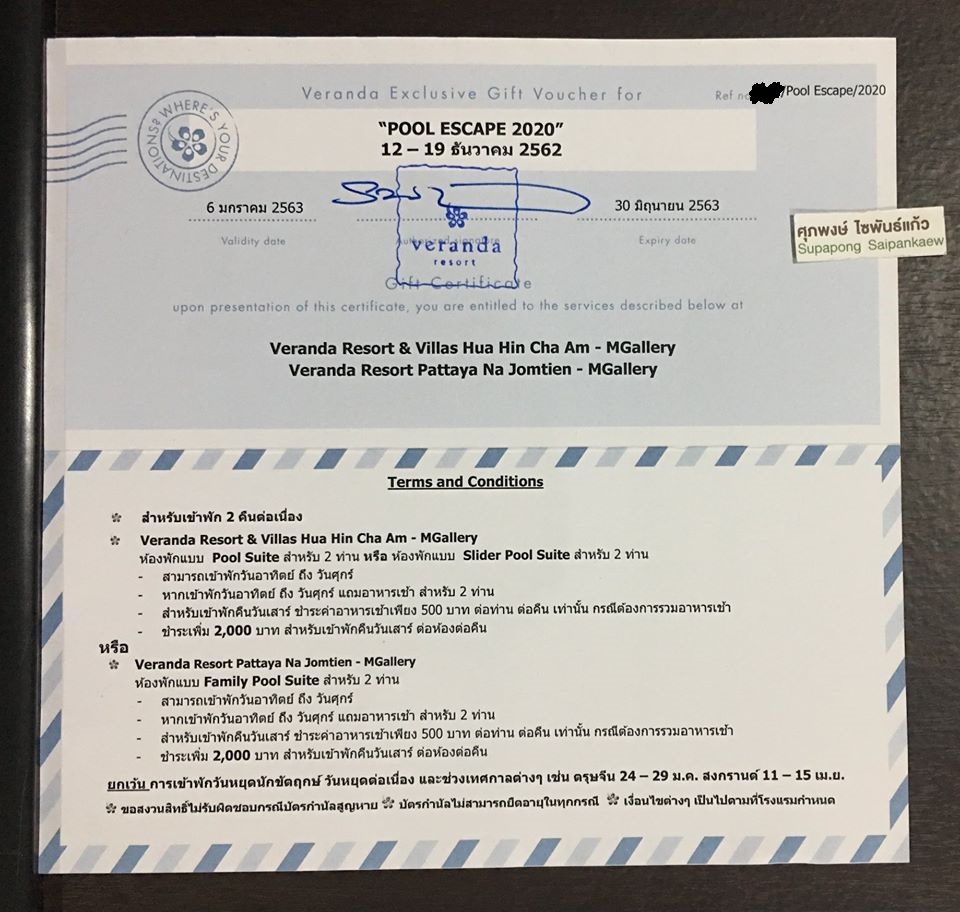 Veranda Exclusive Gift Voucher for
Ref no /Pool Escape/2020
WHERE'S YOUR DESTINATIONS?
"POOL ESCAPE 2020"
12 – 19 ธันวาคม 2562
6 มกราคม 2563
30 มิถุนายน 2563
Validity date
Authorized signature
Expiry date
veranda
resort
ศุภพงษ์ ไซพันธ์แก้ว
Supapong Saipankaew
Gift Certificate
upon presentation of this certificate, you are entitled to the services described below at
Veranda Resort & Villas Hua Hin Cha Am - MGallery
Veranda Resort Pattaya Na Jomtien - MGallery
Terms and Conditions
สำหรับเข้าพัก 2 คืนต่อเนื่อง
Veranda Resort & Villas Hua Hin Cha Am - MGallery
ห้องพักแบบ Pool Suite สำหรับ 2 ท่าน หรือ ห้องพักแบบ Slider Pool Suite สำหรับ 2 ท่าน
- สามารถเข้าพักวันอาทิตย์ ถึง วันศุกร์
- หากเข้าพักวันอาทิตย์ ถึง วันศุกร์ แถมอาหารเช้า สำหรับ 2 ท่าน
- สำหรับเข้าพักคืนวันเสาร์ ชำระค่าอาหารเช้าเพียง 500 บาท ต่อท่าน ต่อคืน เท่านั้น กรณีต้องการรวมอาหารเช้า
- ชำระเพิ่ม 2,000 บาท สำหรับเข้าพักคืนวันเสาร์ ต่อห้องต่อคืน
หรือ
Veranda Resort Pattaya Na Jomtien - MGallery
ห้องพักแบบ Family Pool Suite สำหรับ 2 ท่าน
- สามารถเข้าพักวันอาทิตย์ ถึง วันศุกร์
- หากเข้าพักวันอาทิตย์ ถึง วันศุกร์ แถมอาหารเช้า สำหรับ 2 ท่าน
- สำหรับเข้าพักคืนวันเสาร์ ชำระค่าอาหารเช้าเพียง 500 บาท ต่อท่าน ต่อคืน เท่านั้น กรณีต้องการรวมอาหารเช้า
- ชำระเพิ่ม 2,000 บาท สำหรับเข้าพักคืนวันเสาร์ ต่อห้องต่อคืน
ยกเว้น การเข้าพักวันหยุดนักขัตฤกษ์ วันหยุดต่อเนื่อง และช่วงเทศกาลต่างๆ เช่น ตรุษจีน 24 – 29 ม.ค. สงกรานต์ 11 – 15 เม.ย.
ขอสงวนสิทธิ์ไม่รับผิดชอบกรณีบัตรกำนัลสูญหาย บัตรกำนัลไม่สามารถยืดอายุในทุกกรณี เงื่อนไขต่างๆ เป็นไปตามที่โรงแรมกำหนด